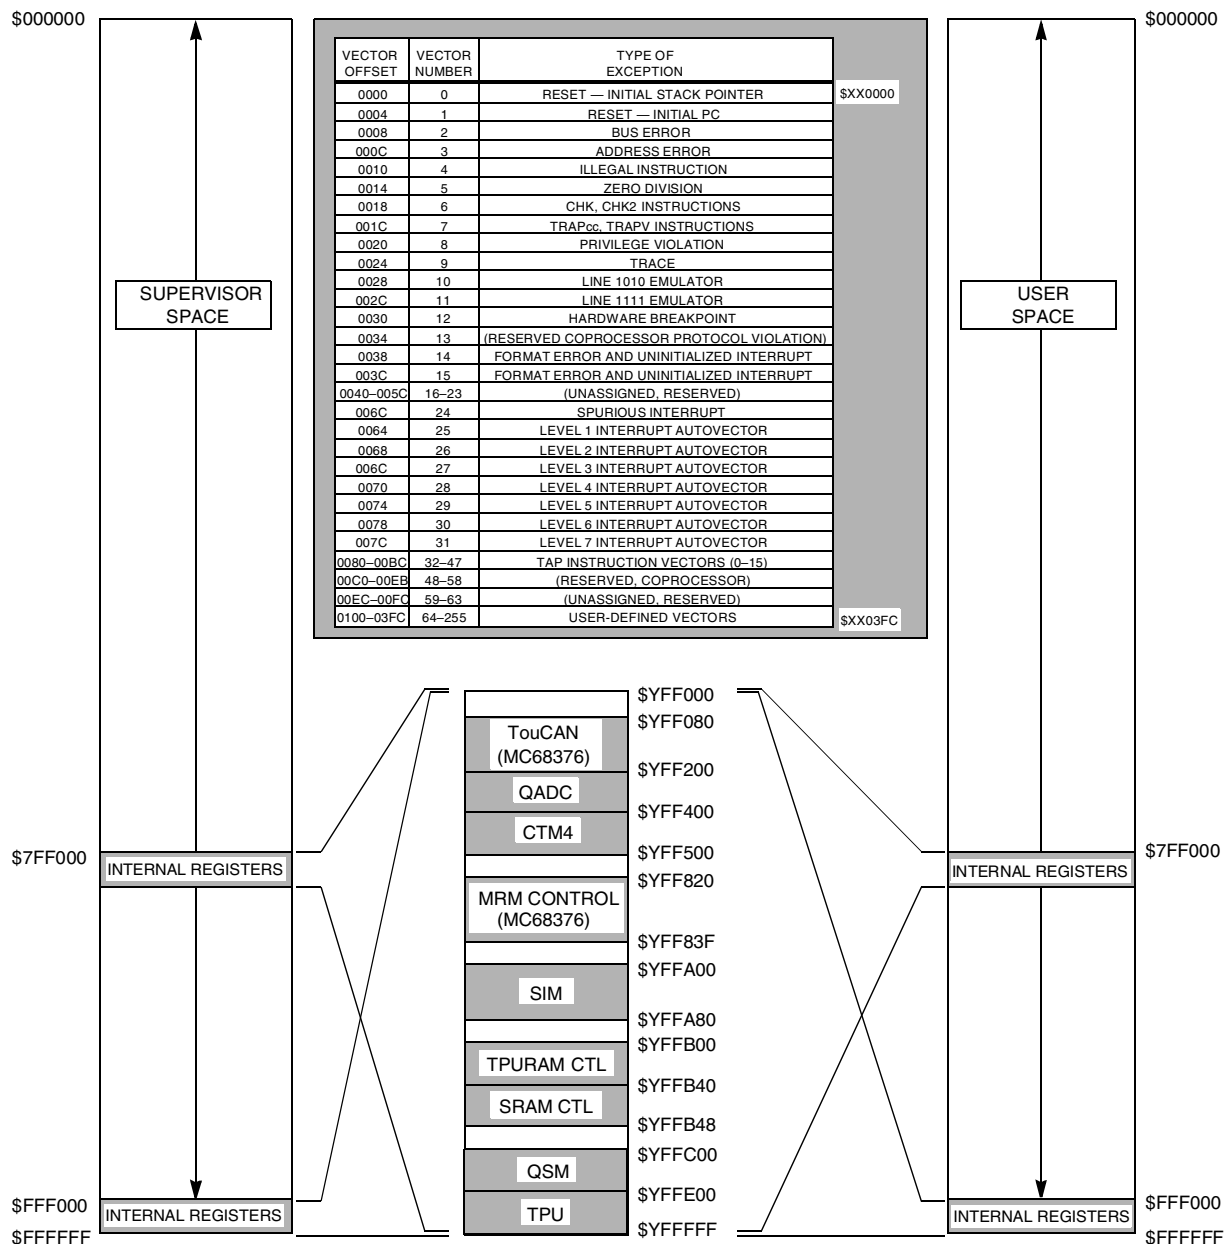 $000000
$000000
VECTOR OFFSET VECTOR NUMBER TYPE OF EXCEPTION
0000 0 RESET — INITIAL STACK POINTER $XX0000
0004 1 RESET — INITIAL PC
0008 2 BUS ERROR
000C 3 ADDRESS ERROR
0010 4 ILLEGAL INSTRUCTION
0014 5 ZERO DIVISION
0018 6 CHK, CHK2 INSTRUCTIONS
001C 7 TRAPcc, TRAPV INSTRUCTIONS
0020 8 PRIVILEGE VIOLATION
0024 9 TRACE
0028 10 LINE 1010 EMULATOR
002C 11 LINE 1111 EMULATOR
0030 12 HARDWARE BREAKPOINT
0034 13 (RESERVED COPROCESSOR PROTOCOL VIOLATION)
0038 14 FORMAT ERROR AND UNINITIALIZED INTERRUPT
003C 15 FORMAT ERROR AND UNINITIALIZED INTERRUPT
0040–005C 16–23 (UNASSIGNED, RESERVED)
006C 24 SPURIOUS INTERRUPT
0064 25 LEVEL 1 INTERRUPT AUTOVECTOR
0068 26 LEVEL 2 INTERRUPT AUTOVECTOR
006C 27 LEVEL 3 INTERRUPT AUTOVECTOR
0070 28 LEVEL 4 INTERRUPT AUTOVECTOR
0074 29 LEVEL 5 INTERRUPT AUTOVECTOR
0078 30 LEVEL 6 INTERRUPT AUTOVECTOR
007C 31 LEVEL 7 INTERRUPT AUTOVECTOR
0080–00BC 32–47 TAP INSTRUCTION VECTORS (0–15)
00C0–00EB 48–58 (RESERVED, COPROCESSOR)
00EC–00FC 59–63 (UNASSIGNED, RESERVED)
0100–03FC 64–255 USER-DEFINED VECTORS $XX03FC
SUPERVISOR
SPACE
USER
SPACE
$YFF000
$YFF080
TouCAN
(MC68376)
$YFF200
QADC
$YFF400
CTM4
$YFF500
$YFF820
MRM CONTROL
(MC68376)
$YFF83F
$YFFA00
SIM
$YFFA80
$YFFB00
TPURAM CTL
$YFFB40
SRAM CTL
$YFFB48
$YFFC00
QSM
$YFFE00
TPU
$YFFFFF
$7FF000
INTERNAL REGISTERS
$7FF000
INTERNAL REGISTERS
$FFF000
INTERNAL REGISTERS
$FFFFFF
$FFF000
INTERNAL REGISTERS
$FFFFFF